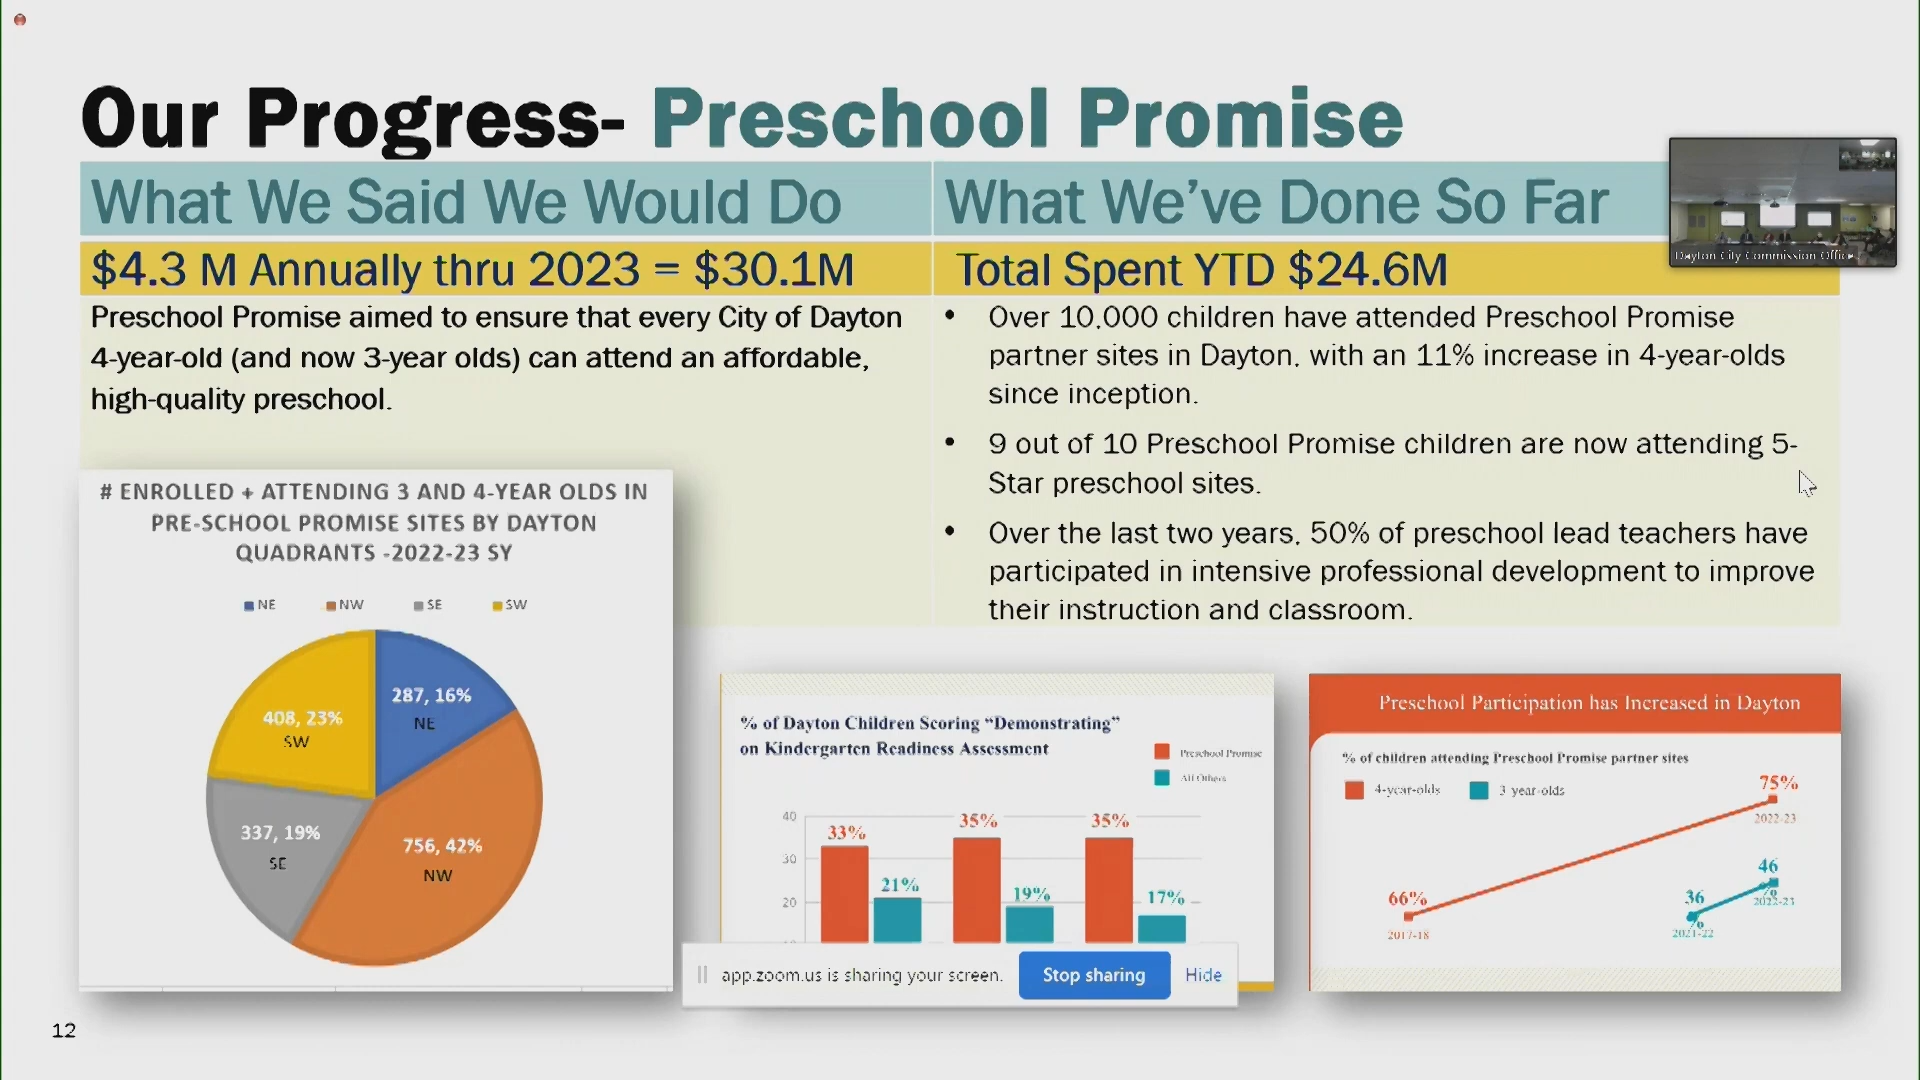 Our Progress- Preschool Promise
What We Said We Would Do
What We've Done So Far
Dayton City Commission Office
$4.3 M Annually thru 2023 = $30.1M
Total Spent YTD $24.6M
Preschool Promise aimed to ensure that every City of Dayton
4-year-old (and now 3-year olds) can attend an affordable,
high-quality preschool.
• Over 10,000 children have attended Preschool Promise
partner sites in Dayton, with an 11% increase in 4-year-olds
since inception.
• 9 out of 10 Preschool Promise children are now attending 5-
Star preschool sites.
• Over the last two years, 50% of preschool lead teachers have
participated in intensive professional development to improve
their instruction and classroom.
# ENROLLED + ATTENDING 3 AND 4-YEAR OLDS IN
PRE-SCHOOL PROMISE SITES BY DAYTON
QUADRANTS -2022-23 SY
NE NW SE SW
287, 16%
NE
408, 23%
SW
337, 19%
SE
756, 42%
NW
% of Dayton Children Scoring “Demonstrating”
on Kindergarten Readiness Assessment
Preschool Promise
All Others
40
30
20
33%
21%
35%
19%
35%
17%
Preschool Participation has Increased in Dayton
% of children attending Preschool Promise partner sites
4-year-olds 3 year-olds
75%
2022-23
66%
2017-18
46
%
2022-23
36
%
2021-22
app.zoom.us is sharing your screen.
Stop sharing
Hide
12